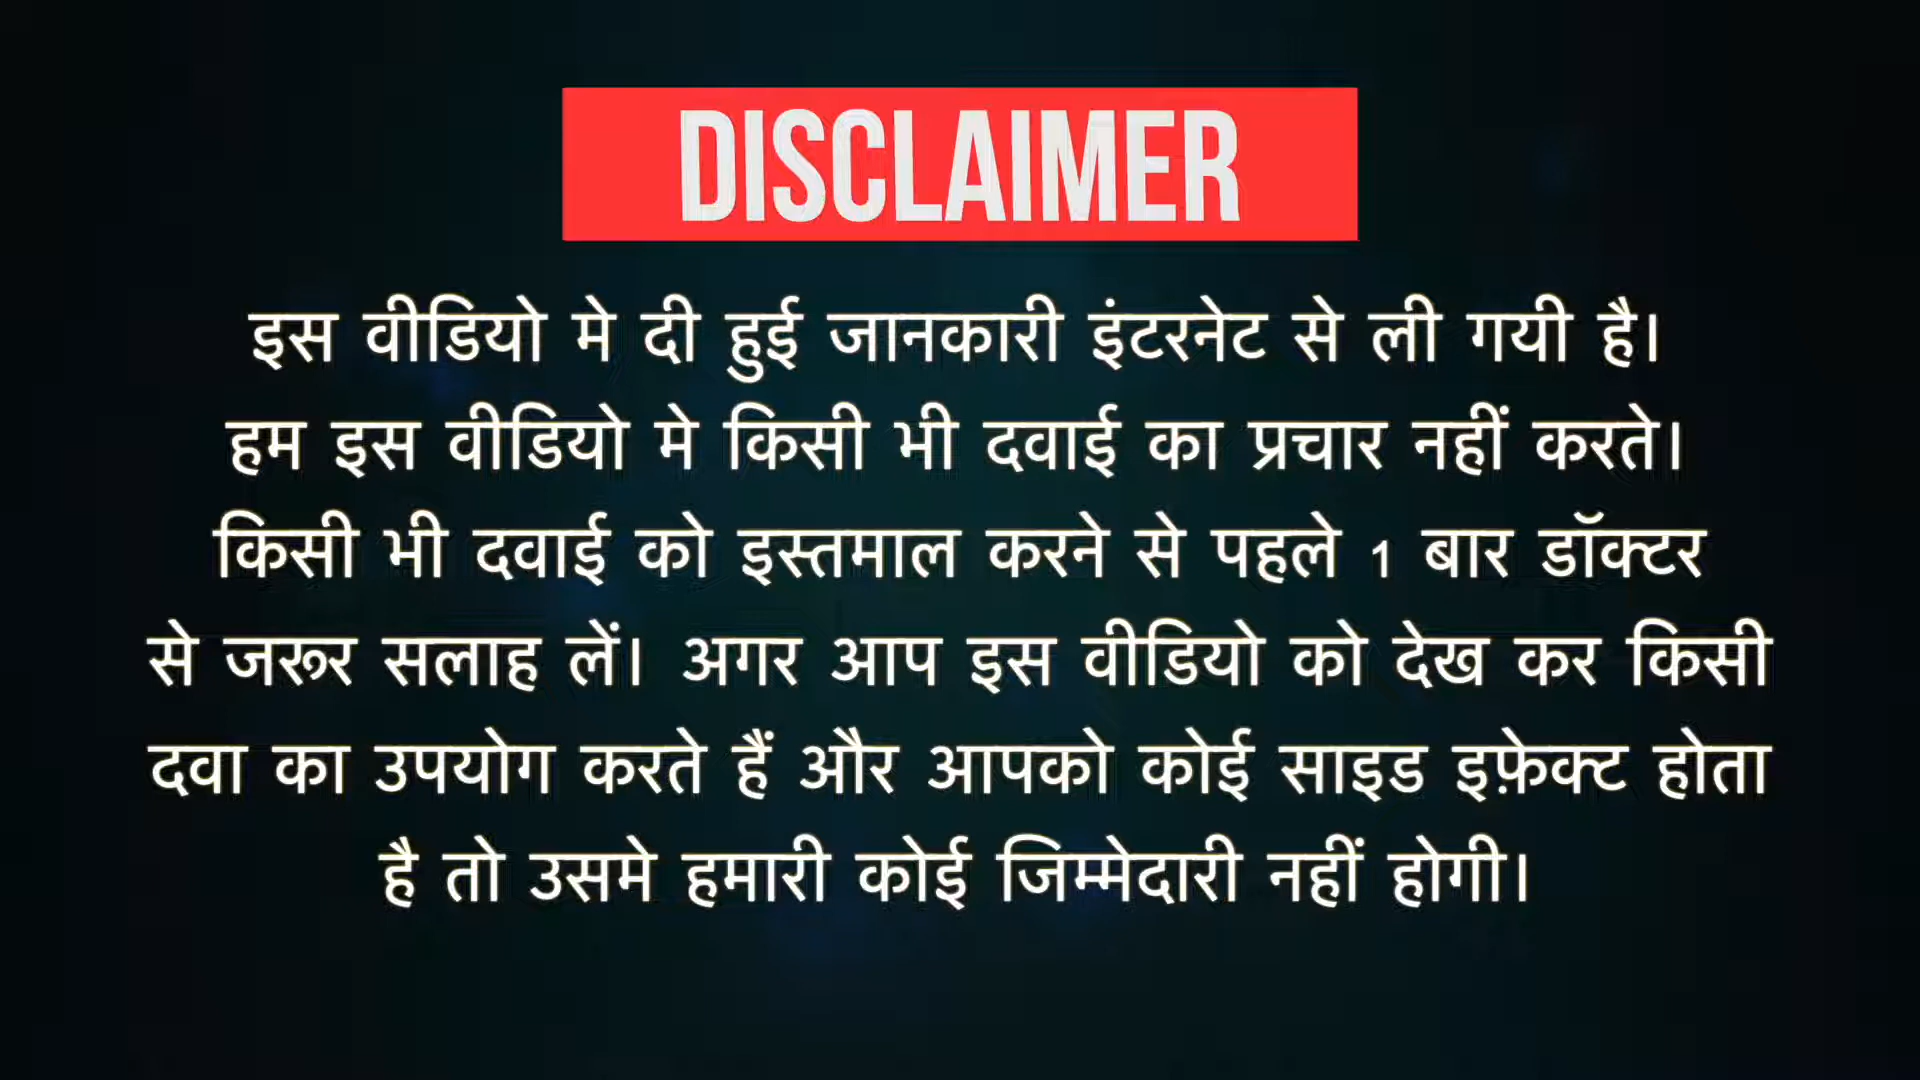 DISCLAIMER
इस वीडियो मे दी हुई जानकारी इंटरनेट से ली गयी है।
हम इस वीडियो मे किसी भी दवाई का प्रचार नहीं करते।
किसी भी दवाई को इस्तमाल करने से पहले 1 बार डॉक्टर
से जरूर सलाह लें। अगर आप इस वीडियो को देख कर किसी
दवा का उपयोग करते हैं और आपको कोई साइड इफ़ेक्ट होता
है तो उसमे हमारी कोई जिम्मेदारी नहीं होगी।